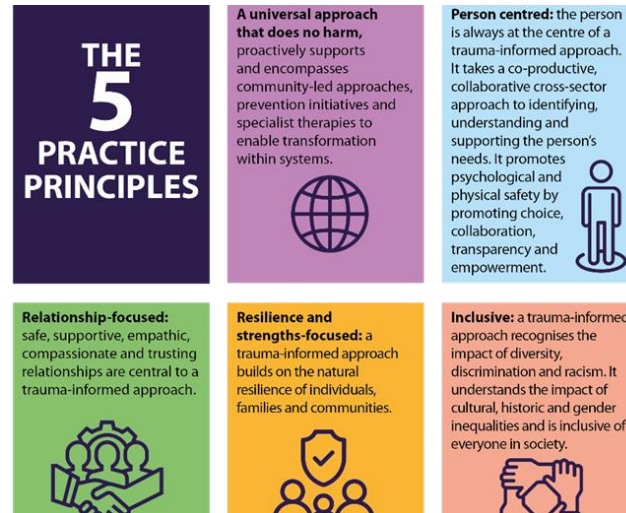 THE
5
PRACTICE
PRINCIPLES
A universal approach
that does no harm,
proactively supports
and encompasses
community-led approaches,
prevention initiatives and
specialist therapies to
enable transformation
within systems.
Person centred: the person
is always at the centre of a
trauma-informed approach.
It takes a co-productive,
collaborative cross-sector
approach to identifying,
understanding and
supporting the person's
needs. It promotes
psychological and
physical safety by
promoting choice,
collaboration,
transparency and
empowerment.
Relationship-focused:
safe, supportive, empathic,
compassionate and trusting
relationships are central to a
trauma-informed approach.
Resilience and
strengths-focused: a
trauma-informed approach
builds on the natural
resilience of individuals,
families and communities.
Inclusive: a trauma-informed
approach recognises the
impact of diversity,
discrimination and racism. It
understands the impact of
cultural, historic and gender
inequalities and is inclusive of
everyone in society.